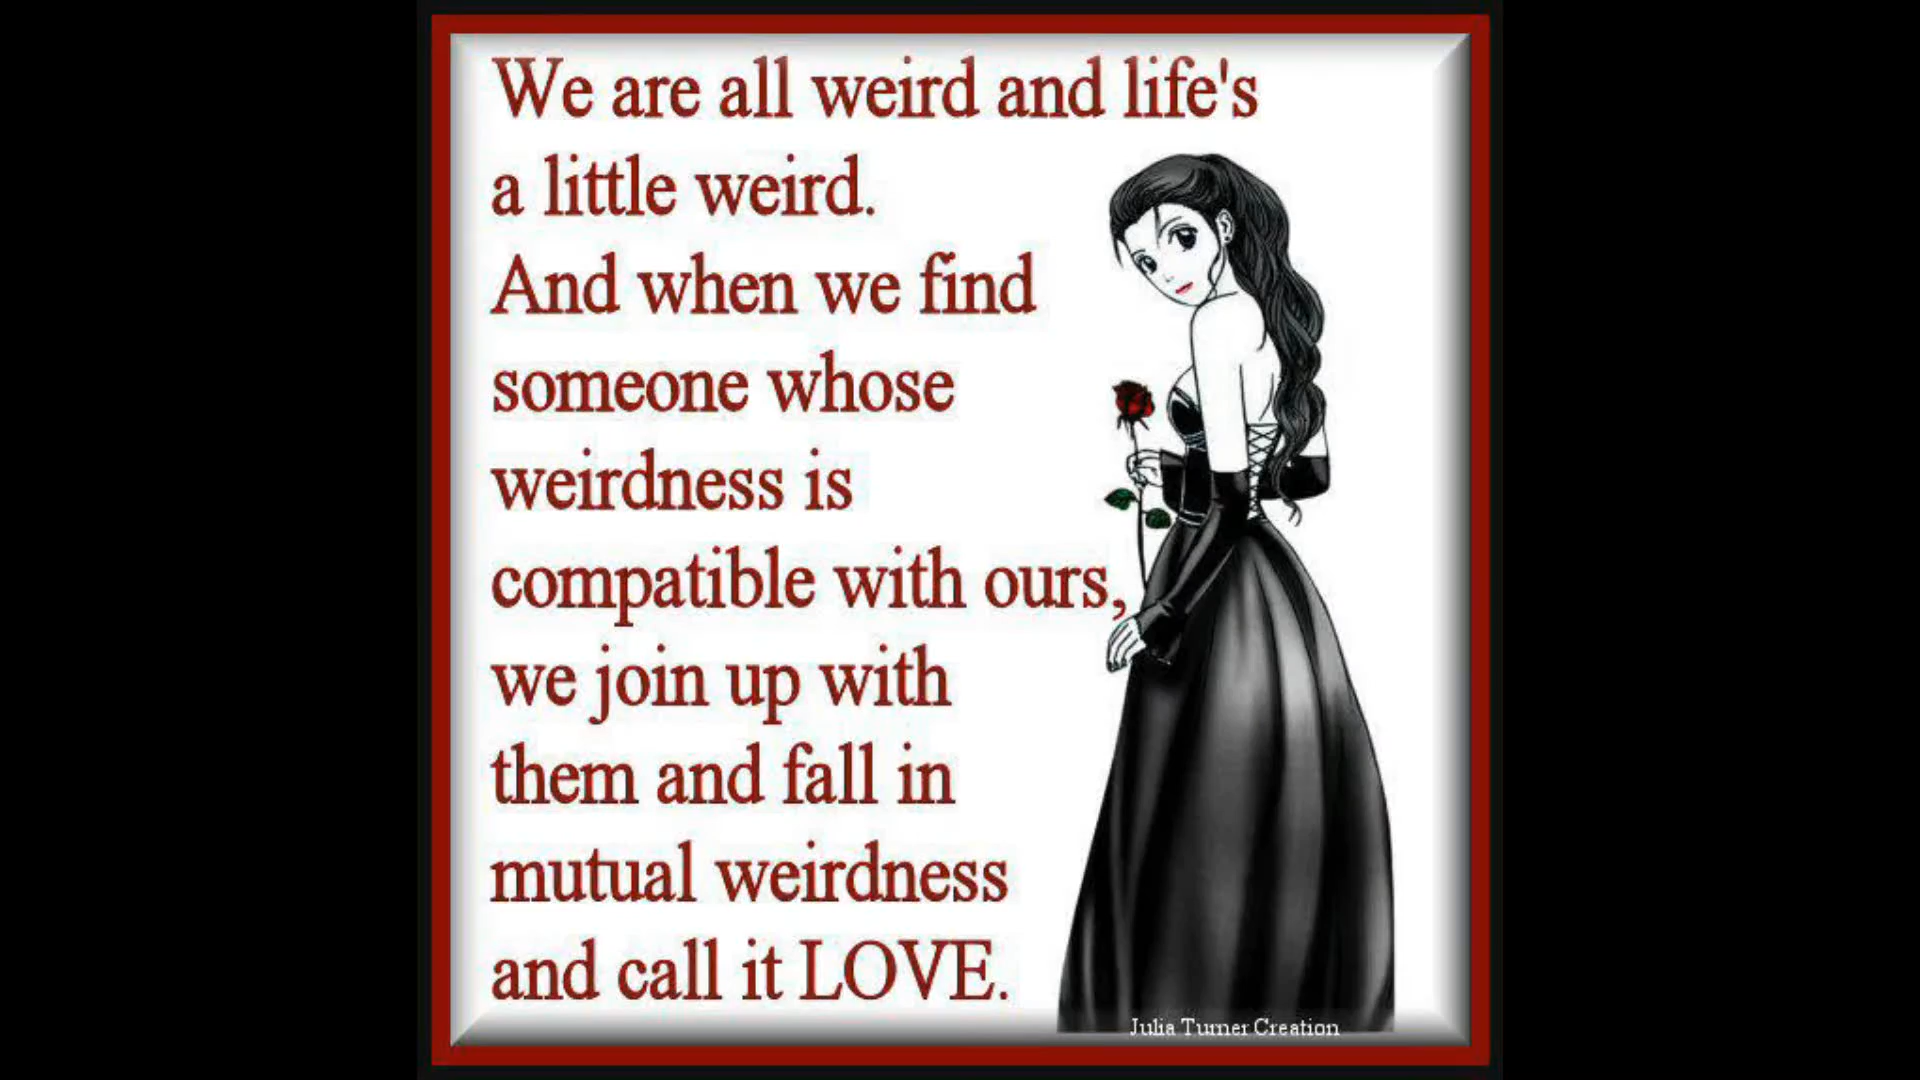 We are all weird and life's
a little weird.
And when we find
someone whose
weirdness is
compatible with ours,
we join up with
them and fall in
mutual weirdness
and call it LOVE.
Julia Turner Creation